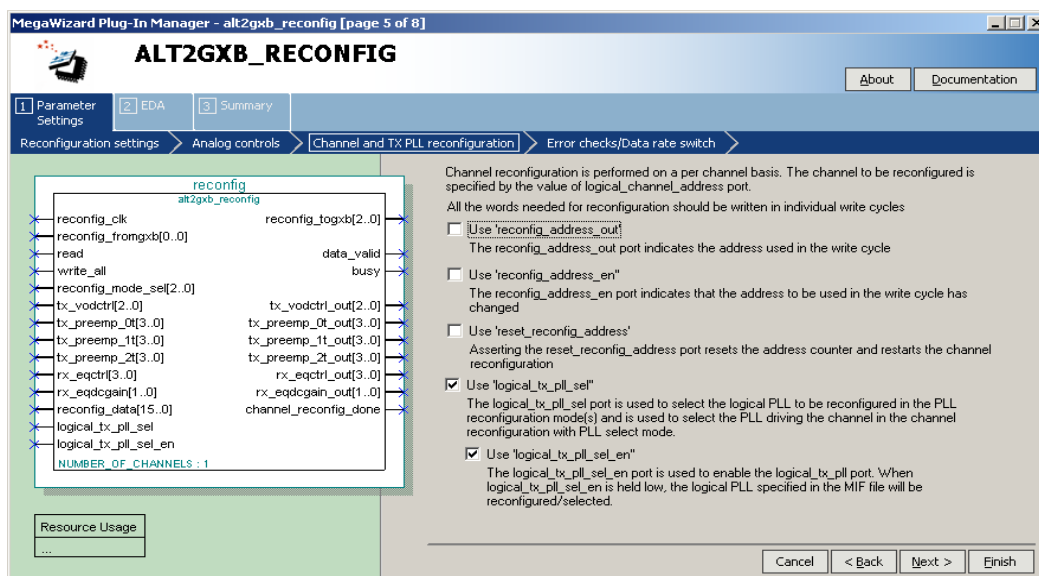 MegaWizard Plug-In Manager - alt2gxb_reconfig [page 5 of 8]
ALT2GXB_RECONFIG
About
Documentation
1 Parameter Settings
2 EDA
3 Summary
Reconfiguration settings
Analog controls
Channel and TX PLL reconfiguration
Error checks/Data rate switch
reconfig
alt2gxb_reconfig
reconfig_clk
reconfig_togxb[2..0]
reconfig_fromgxb[0..0]
read
data_valid
write_all
busy
reconfig_mode_sel[2..0]
tx_vodctrl[2..0]
tx_vodctrl_out[2..0]
tx_preemp_0t[3..0]
tx_preemp_0t_out[3..0]
tx_preemp_1t[3..0]
tx_preemp_1t_out[3..0]
tx_preemp_2t[3..0]
tx_preemp_2t_out[3..0]
rx_eqctrl[3..0]
rx_eqctrl_out[3..0]
rx_eqdcgain[1..0]
rx_eqdcgain_out[1..0]
reconfig_data[15..0]
channel_reconfig_done
logical_tx_pll_sel
logical_tx_pll_sel_en
NUMBER_OF_CHANNELS : 1
Resource Usage
...
Channel reconfiguration is performed on a per channel basis. The channel to be reconfigured is
specified by the value of logical_channel_address port.
All the words needed for reconfiguration should be written in individual write cycles
Use 'reconfig_address_out'
The reconfig_address_out port indicates the address used in the write cycle
Use 'reconfig_address_en"
The reconfig_address_en port indicates that the address to be used in the write cycle has
changed
Use 'reset_reconfig_address'
Asserting the reset_reconfig_address port resets the address counter and restarts the channel
reconfiguration
Use 'logical_tx_pll_sel"
The logical_tx_pll_sel port is used to select the logical PLL to be reconfigured in the PLL
reconfiguration mode(s) and is used to select the PLL driving the channel in the channel
reconfiguration with PLL select mode.
Use 'logical_tx_pll_sel_en"
The logical_tx_pll_sel_en port is used to enable the logical_tx_pll port. When
logical_tx_pll_sel_en is held low, the logical PLL specified in the MIF file will be
reconfigured/selected.
Cancel
< Back
Next >
Finish